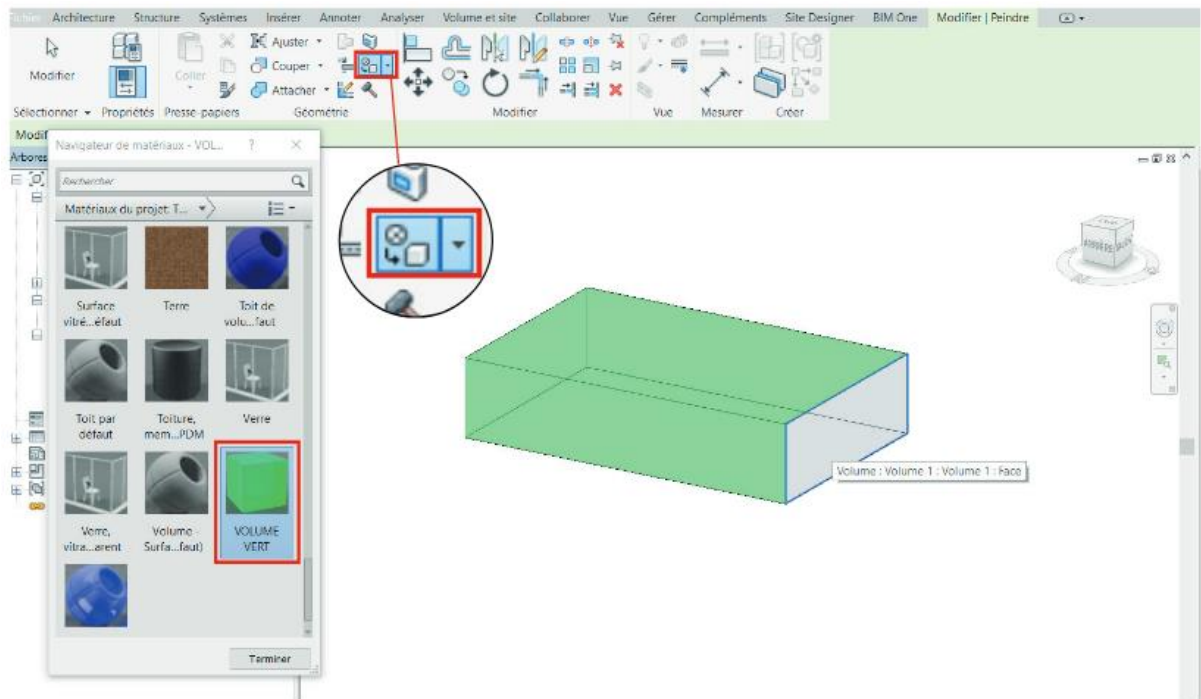 Fichier Architecture Structure Systèmes Insérer Annoter Analyser Volume et site Collaborer Vue Gérer Compléments Site Designer BIM One Modifier | Peindre
Modifier
Coller
Ajuster
Couper
Attacher
Sélectionner Propriétés Presse-papiers Géométrie Modifier Vue Mesurer Créer
Modif
Arbores
Navigateur de matériaux - VOL... ? ×
Rechercher
Matériaux du projet: T...
Surface vitré...éfaut
Terre
Toit de volu...faut
Toit par défaut
Toiture, mem...PDM
Verre
Verre, vitra...arent
Volume - Surfa...faut)
VOLUME VERT
Terminer
Volume : Volume 1 : Volume 1 : Face